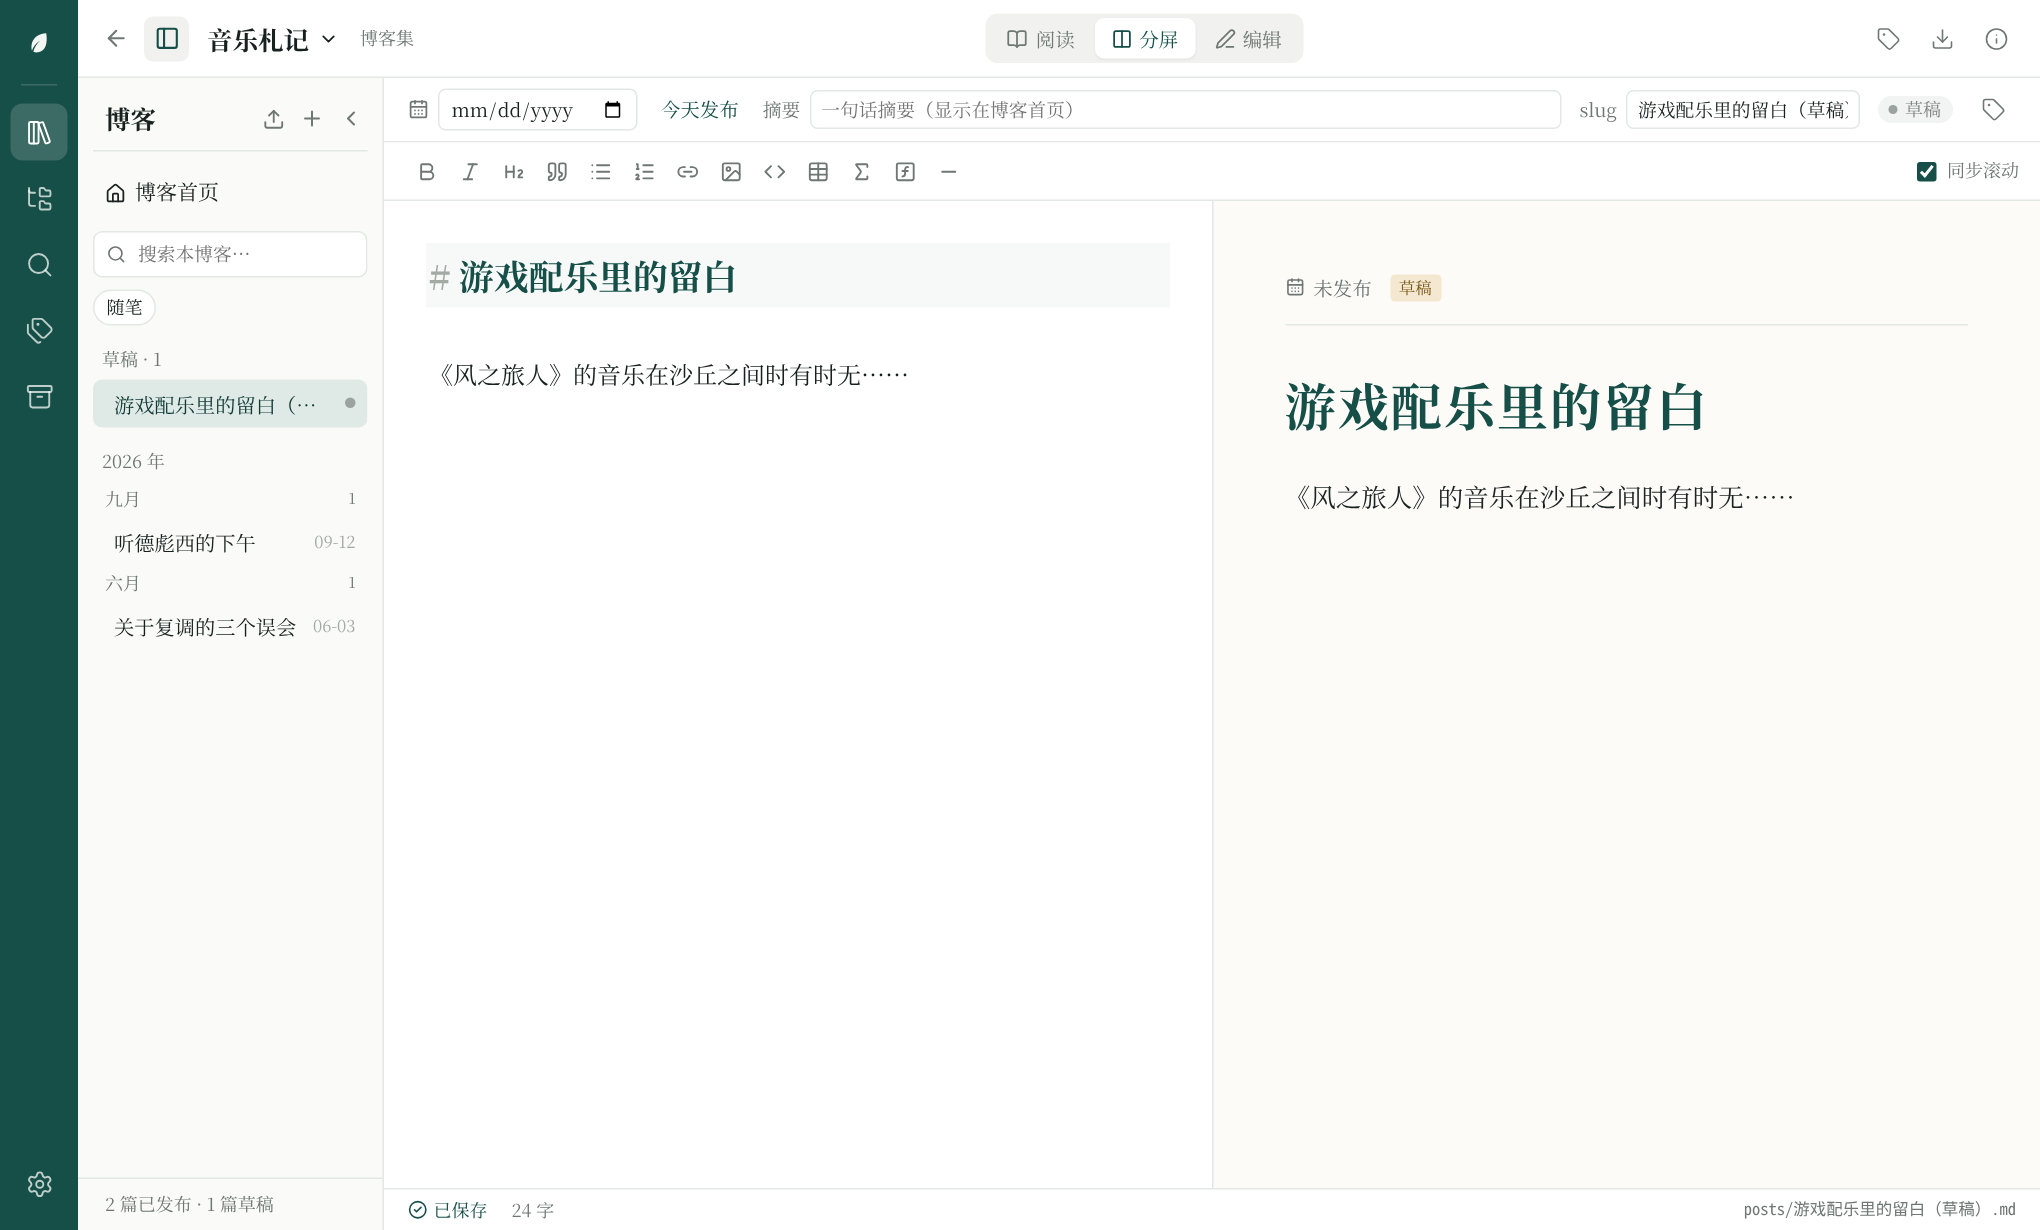 音乐札记
博客集
阅读
分屏
编辑
博客
博客首页
搜索本博客…
随笔
草稿 · 1
游戏配乐里的留白（…
2026 年
九月 1
听德彪西的下午 09-12
六月 1
关于复调的三个误会 06-03
2 篇已发布 · 1 篇草稿
mm/dd/yyyy
今天发布
摘要
一句话摘要（显示在博客首页）
slug
游戏配乐里的留白（草稿）
草稿
H2
同步滚动
# 游戏配乐里的留白
《风之旅人》的音乐在沙丘之间时有时无……
未发布
草稿
游戏配乐里的留白
《风之旅人》的音乐在沙丘之间时有时无……
已保存
24 字
posts/游戏配乐里的留白（草稿）.md